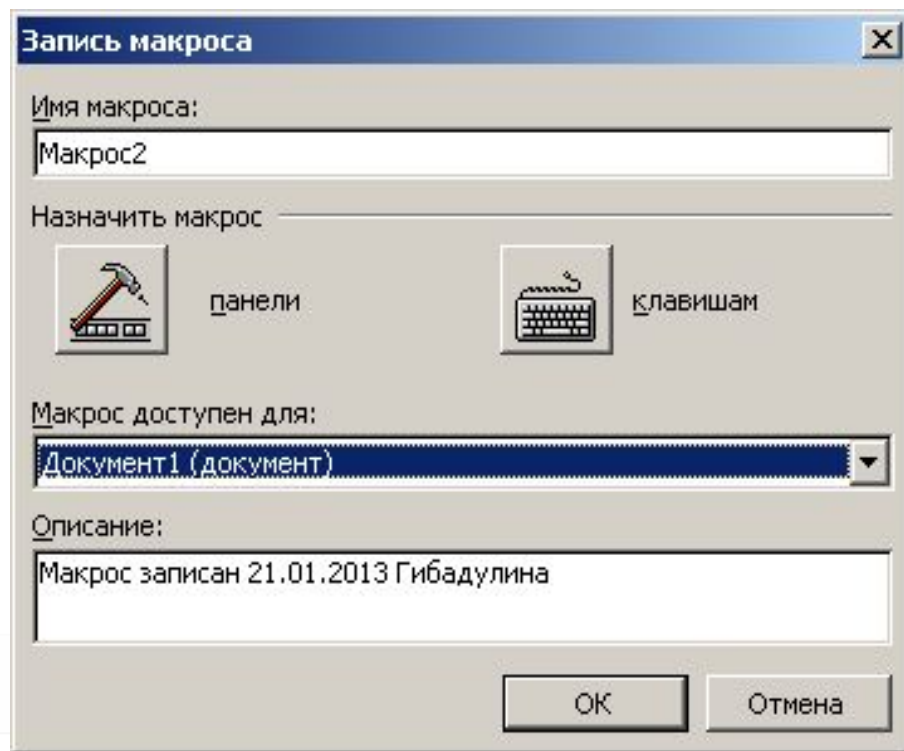 Запись макроса
Имя макроса:
Макрос2
Назначить макрос
панели
клавишам
Макрос доступен для:
Документ1 (документ)
Описание:
Макрос записан 21.01.2013 Гибадулина
ОК
Отмена